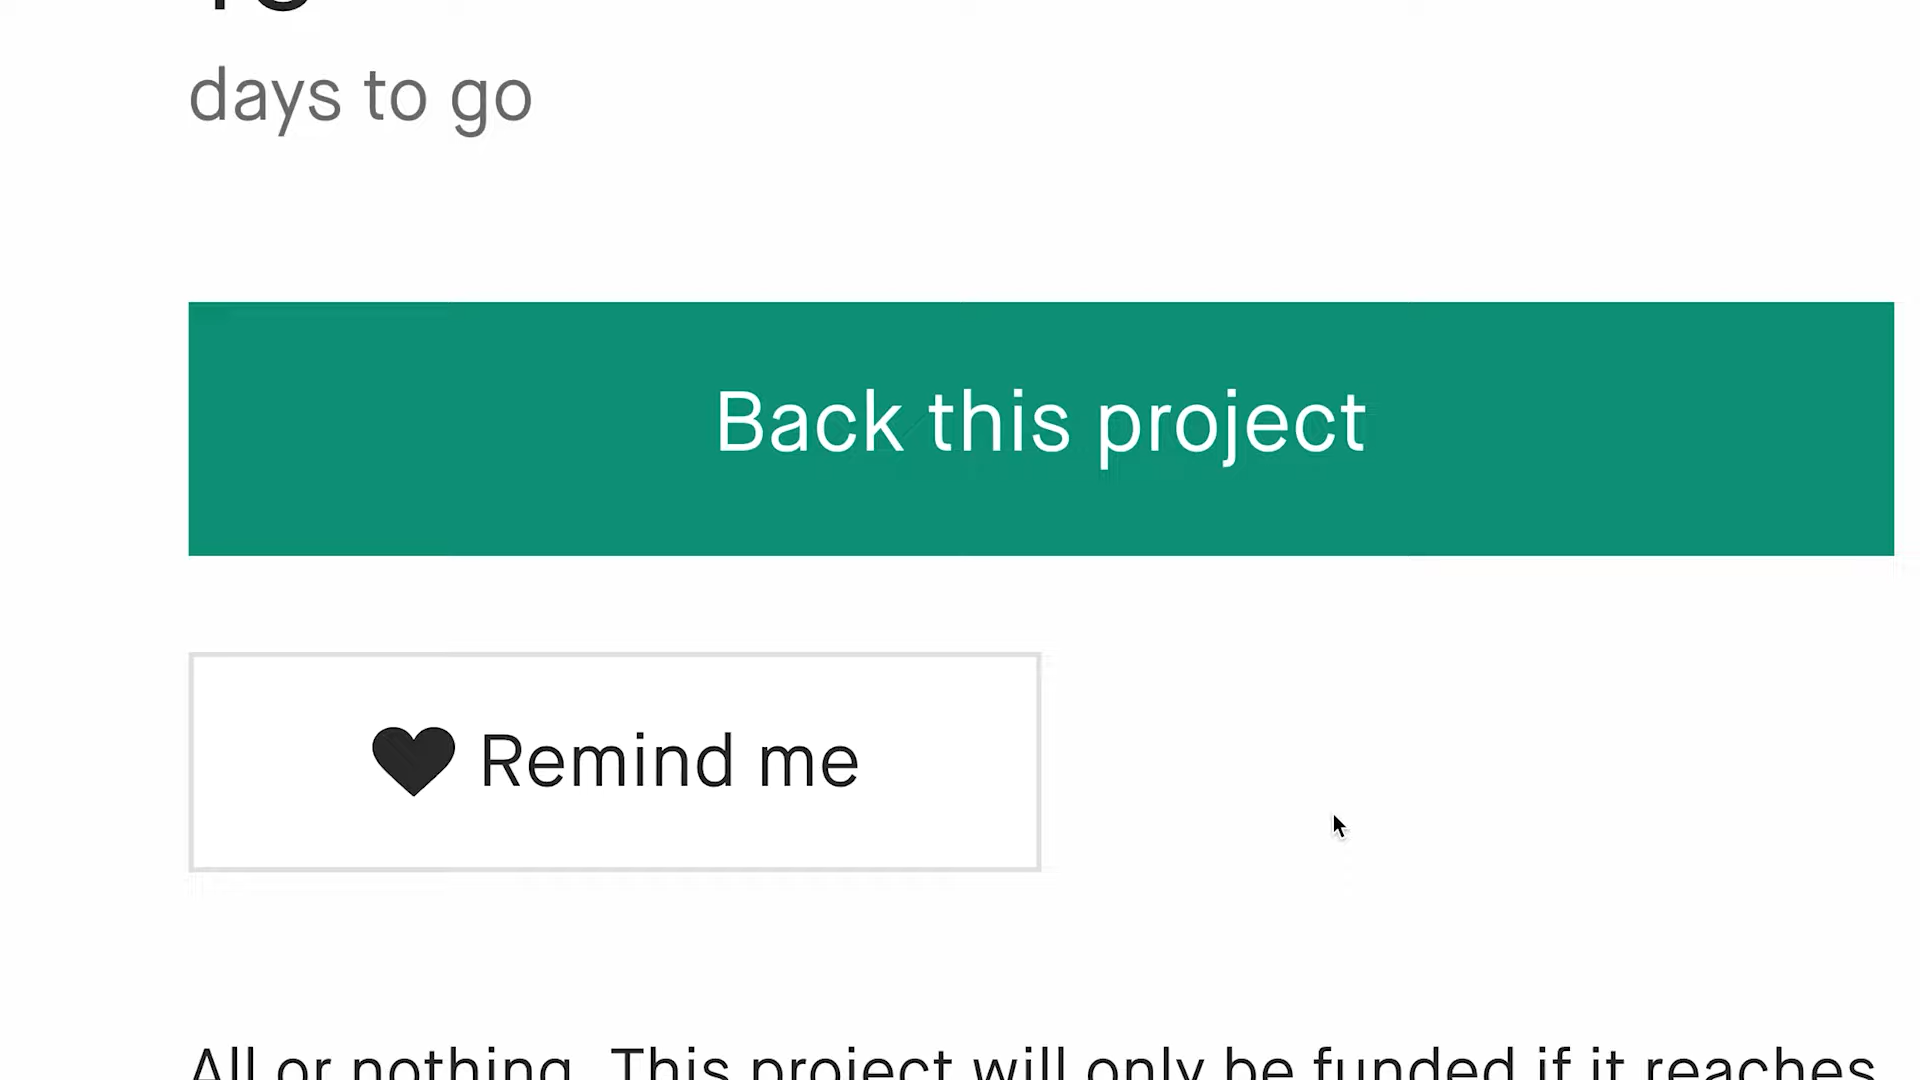 days to go
Back this project
Remind me
All or nothing. This project will only be funded if it reaches